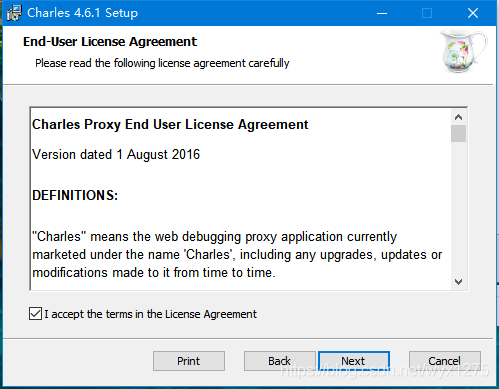 Charles 4.6.1 Setup
End-User License Agreement
Please read the following license agreement carefully
Charles Proxy End User License Agreement
Version dated 1 August 2016
DEFINITIONS:
"Charles" means the web debugging proxy application currently
marketed under the name 'Charles', including any upgrades, updates or
modifications made to it from time to time.
I accept the terms in the License Agreement
Print Back Next Cancel
https://blog.csdn.net/wyx1275